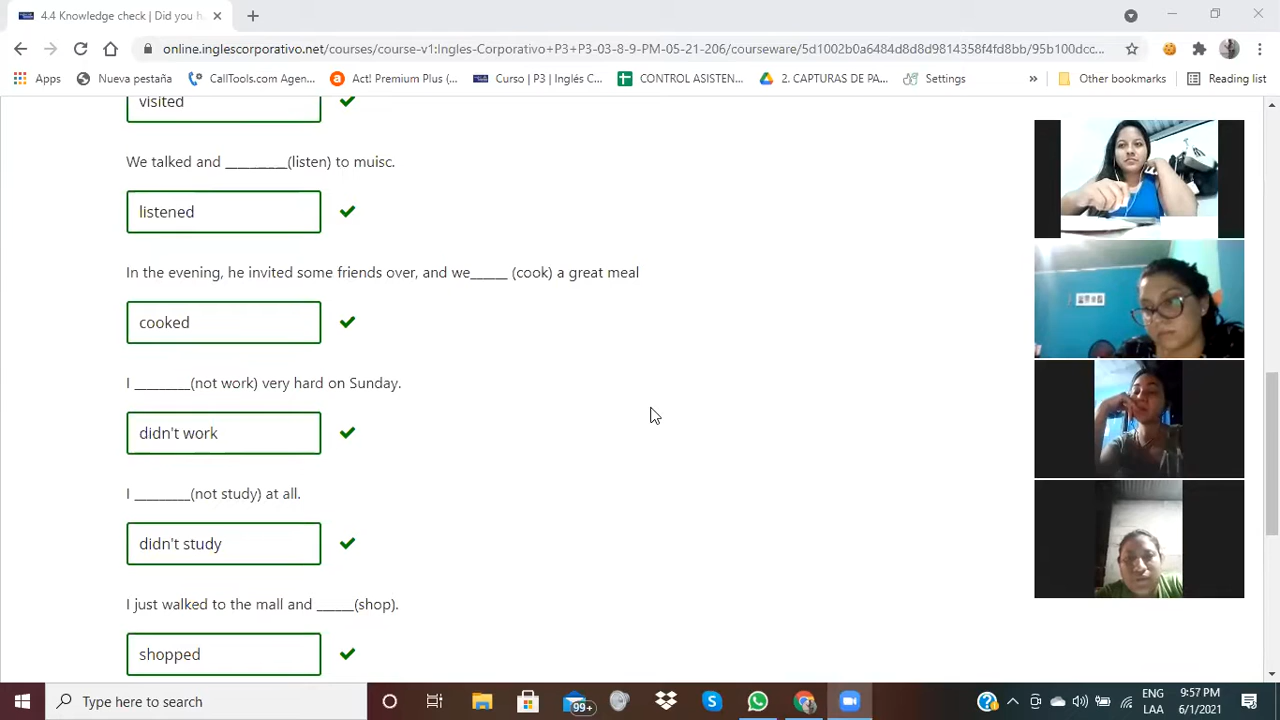 4.4 Knowledge check | Did you h
online.inglescorporativo.net/courses/course-v1:Ingles-Corporativo+P3+P3-03-8-9-PM-05-21-206/courseware/5d1002b0a6484d8d8d9814358f4fd8bb/95b100dcc...
Apps
Nueva pestaña
CallTools.com Agen...
Act! Premium Plus (...
Curso | P3 | Inglés C...
CONTROL ASISTEN...
2. CAPTURAS DE PA...
Settings
»
Other bookmarks
Reading list
visited
We talked and __________(listen) to muisc.
listened
In the evening, he invited some friends over, and we______ (cook) a great meal
cooked
I _________(not work) very hard on Sunday.
didn't work
I _________(not study) at all.
didn't study
I just walked to the mall and ______(shop).
shopped
Type here to search
99+
ENG
LAA
9:57 PM
6/1/2021